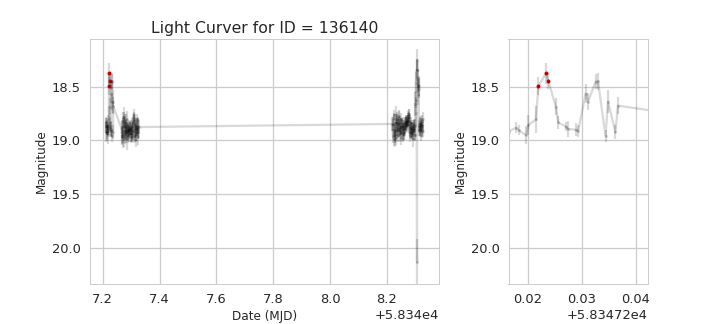 Light Curver for ID = 136140
Magnitude
18.5
19.0
19.5
20.0
7.2 7.4 7.6 7.8 8.0 8.2
Date (MJD)
+5.834e4
Magnitude
18.5
19.0
19.5
20.0
0.02 0.03 0.04
+5.83472e4